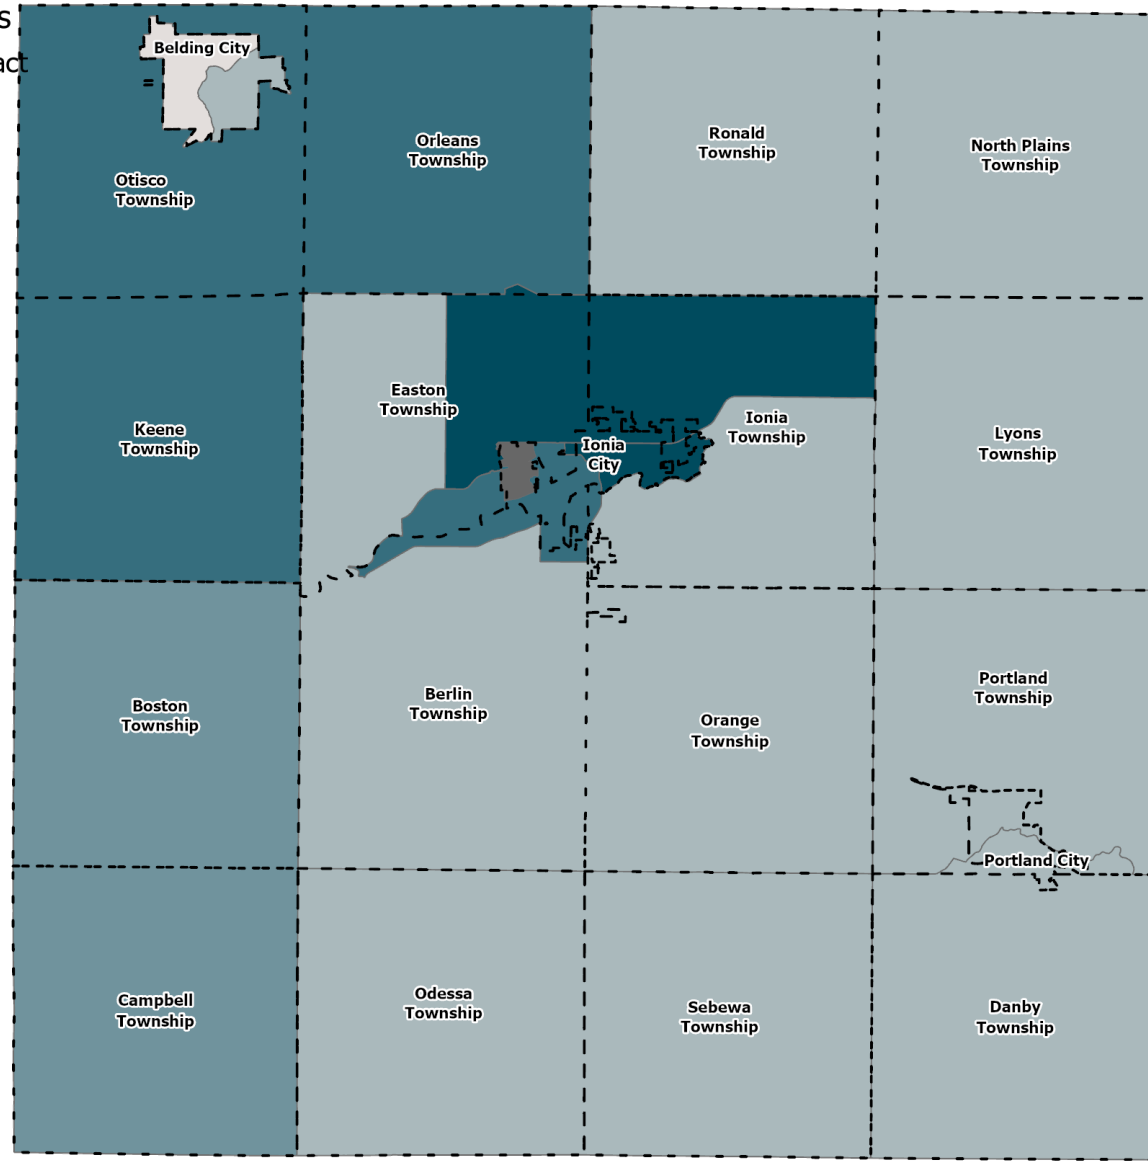 s
act
Belding City
Otisco
Township
Orleans
Township
Ronald
Township
North Plains
Township
Keene
Township
Easton
Township
Ionia
City
Ionia
Township
Lyons
Township
Boston
Township
Berlin
Township
Orange
Township
Portland
Township
Portland City
Campbell
Township
Odessa
Township
Sebewa
Township
Danby
Township